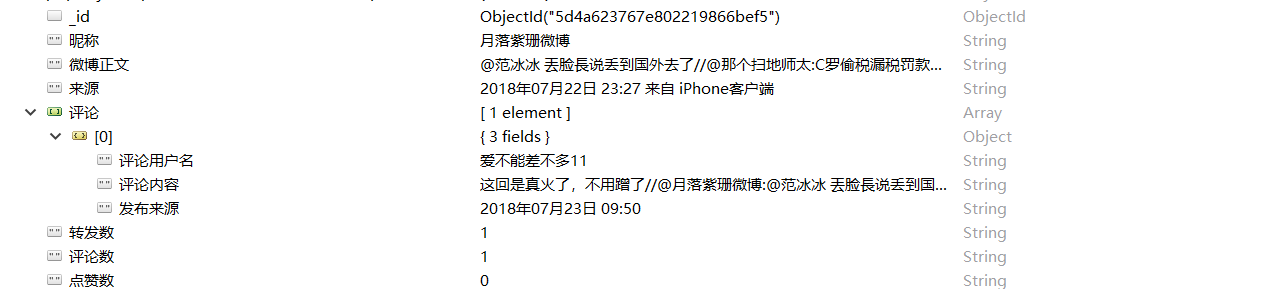 _id ObjectId("5d4a623767e802219866bef5") ObjectId
昵称 月落紫珊微博 String
微博正文 @范冰冰 丢脸長说丢到国外去了//@那个扫地师太:C罗偷税漏税罚款... String
来源 2018年07月22日 23:27 来自 iPhone客户端 String
评论 [ 1 element ] Array
[0] { 3 fields } Object
评论用户名 爱不能差不多11 String
评论内容 这回是真火了，不用蹭了//@月落紫珊微博:@范冰冰 丢脸長说丢到国... String
发布来源 2018年07月23日 09:50 String
转发数 1 String
评论数 1 String
点赞数 0 String